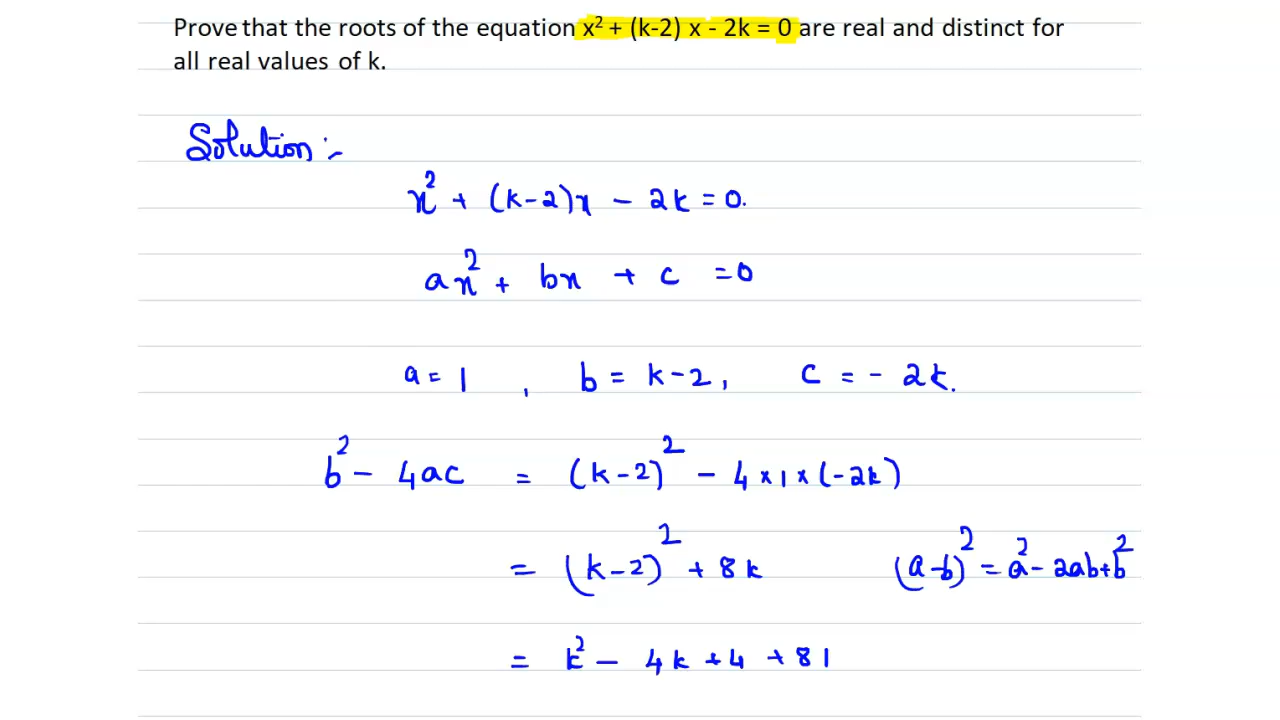 Prove that the roots of the equation x² + (k-2) x - 2k = 0 are real and distinct for
all real values of k.
Solution :-
x² + (k-2)x - 2k = 0.
ax² + bx + c = 0
a = 1 , b = k-2, c = - 2k.
b² - 4ac = (k-2)² - 4 × 1 × (-2k)
= (k-2)² + 8k (a-b)² = a² - 2ab+b²
= k² - 4k + 4 + 8